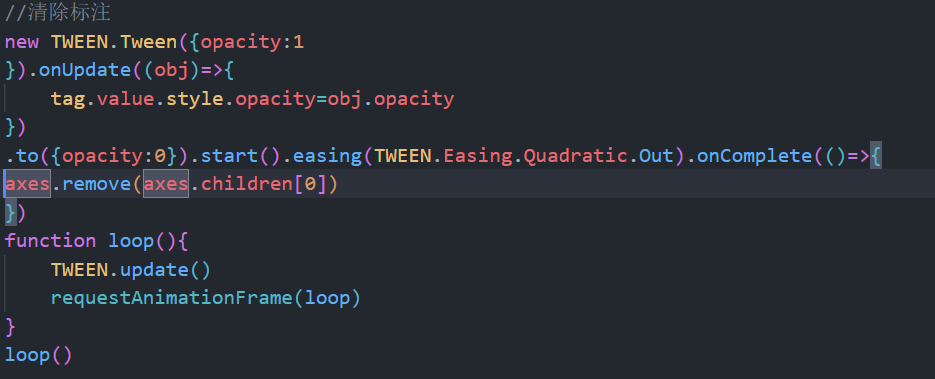 //清除标注
new TWEEN.Tween({opacity:1
}).onUpdate((obj)=>{
    tag.value.style.opacity=obj.opacity
})
.to({opacity:0}).start().easing(TWEEN.Easing.Quadratic.Out).onComplete(()=>{
axes.remove(axes.children[0])
})
function loop(){
    TWEEN.update()
    requestAnimationFrame(loop)
}
loop()